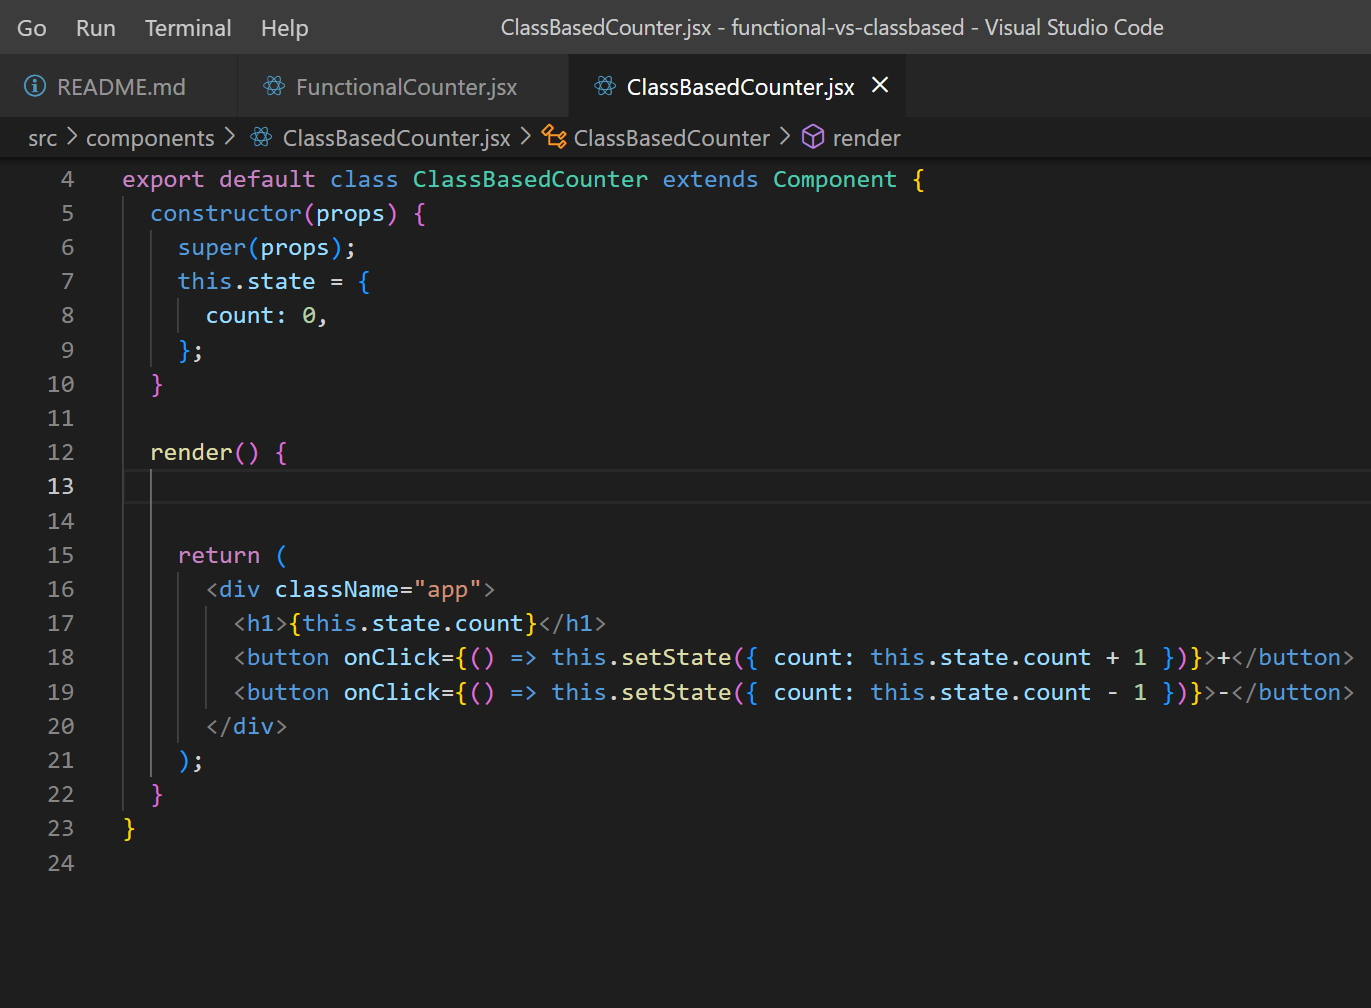 Go Run Terminal Help ClassBasedCounter.jsx - functional-vs-classbased - Visual Studio Code
README.md FunctionalCounter.jsx ClassBasedCounter.jsx
src > components > ClassBasedCounter.jsx > ClassBasedCounter > render
4 export default class ClassBasedCounter extends Component {
5 constructor(props) {
6 super(props);
7 this.state = {
8 count: 0,
9 };
10 }
11
12 render() {
13
14
15 return (
16 <div className="app">
17 <h1>{this.state.count}</h1>
18 <button onClick={() => this.setState({ count: this.state.count + 1 })}>+</button>
19 <button onClick={() => this.setState({ count: this.state.count - 1 })}>-</button>
20 </div>
21 );
22 }
23 }
24